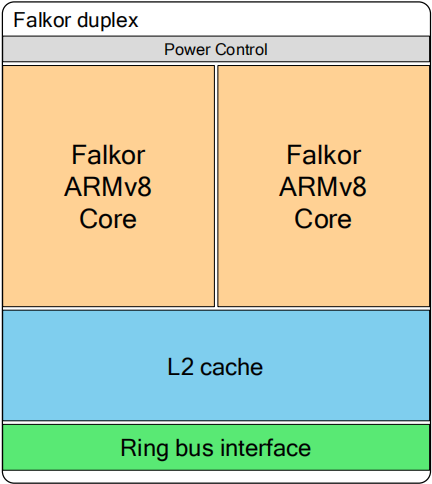 Falkor duplex
Power Control
Falkor
ARMv8
Core
Falkor
ARMv8
Core
L2 cache
Ring bus interface